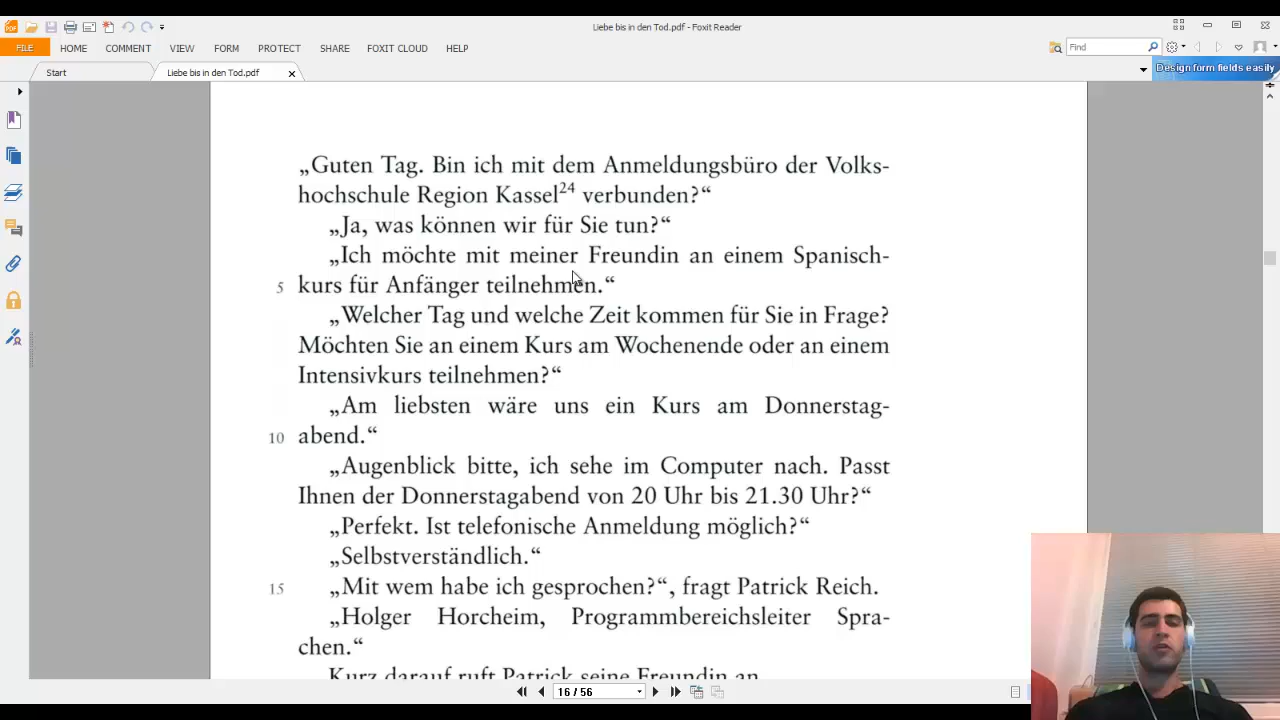 Liebe bis in den Tod.pdf - Foxit Reader
FILE HOME COMMENT VIEW FORM PROTECT SHARE FOXIT CLOUD HELP
Find
Start
Liebe bis in den Tod.pdf
Design form fields easily
„Guten Tag. Bin ich mit dem Anmeldungsbüro der Volks-
hochschule Region Kassel24 verbunden?“
„Ja, was können wir für Sie tun?“
„Ich möchte mit meiner Freundin an einem Spanisch-
5 kurs für Anfänger teilnehmen.“
„Welcher Tag und welche Zeit kommen für Sie in Frage?
Möchten Sie an einem Kurs am Wochenende oder an einem
Intensivkurs teilnehmen?“
„Am liebsten wäre uns ein Kurs am Donnerstag-
10 abend.“
„Augenblick bitte, ich sehe im Computer nach. Passt
Ihnen der Donnerstagabend von 20 Uhr bis 21.30 Uhr?“
„Perfekt. Ist telefonische Anmeldung möglich?“
„Selbstverständlich.“
15 „Mit wem habe ich gesprochen?“, fragt Patrick Reich.
„Holger Horcheim, Programmbereichsleiter Spra-
chen.“
Kurz darauf ruft Patrick seine Freundin an
16 / 56